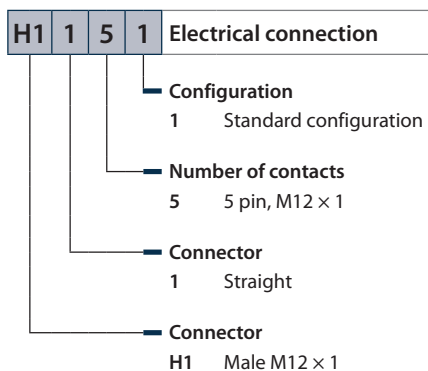 H1 1 5 1 Electrical connection
Configuration
1 Standard configuration
Number of contacts
5 5 pin, M12 × 1
Connector
1 Straight
Connector
H1 Male M12 × 1